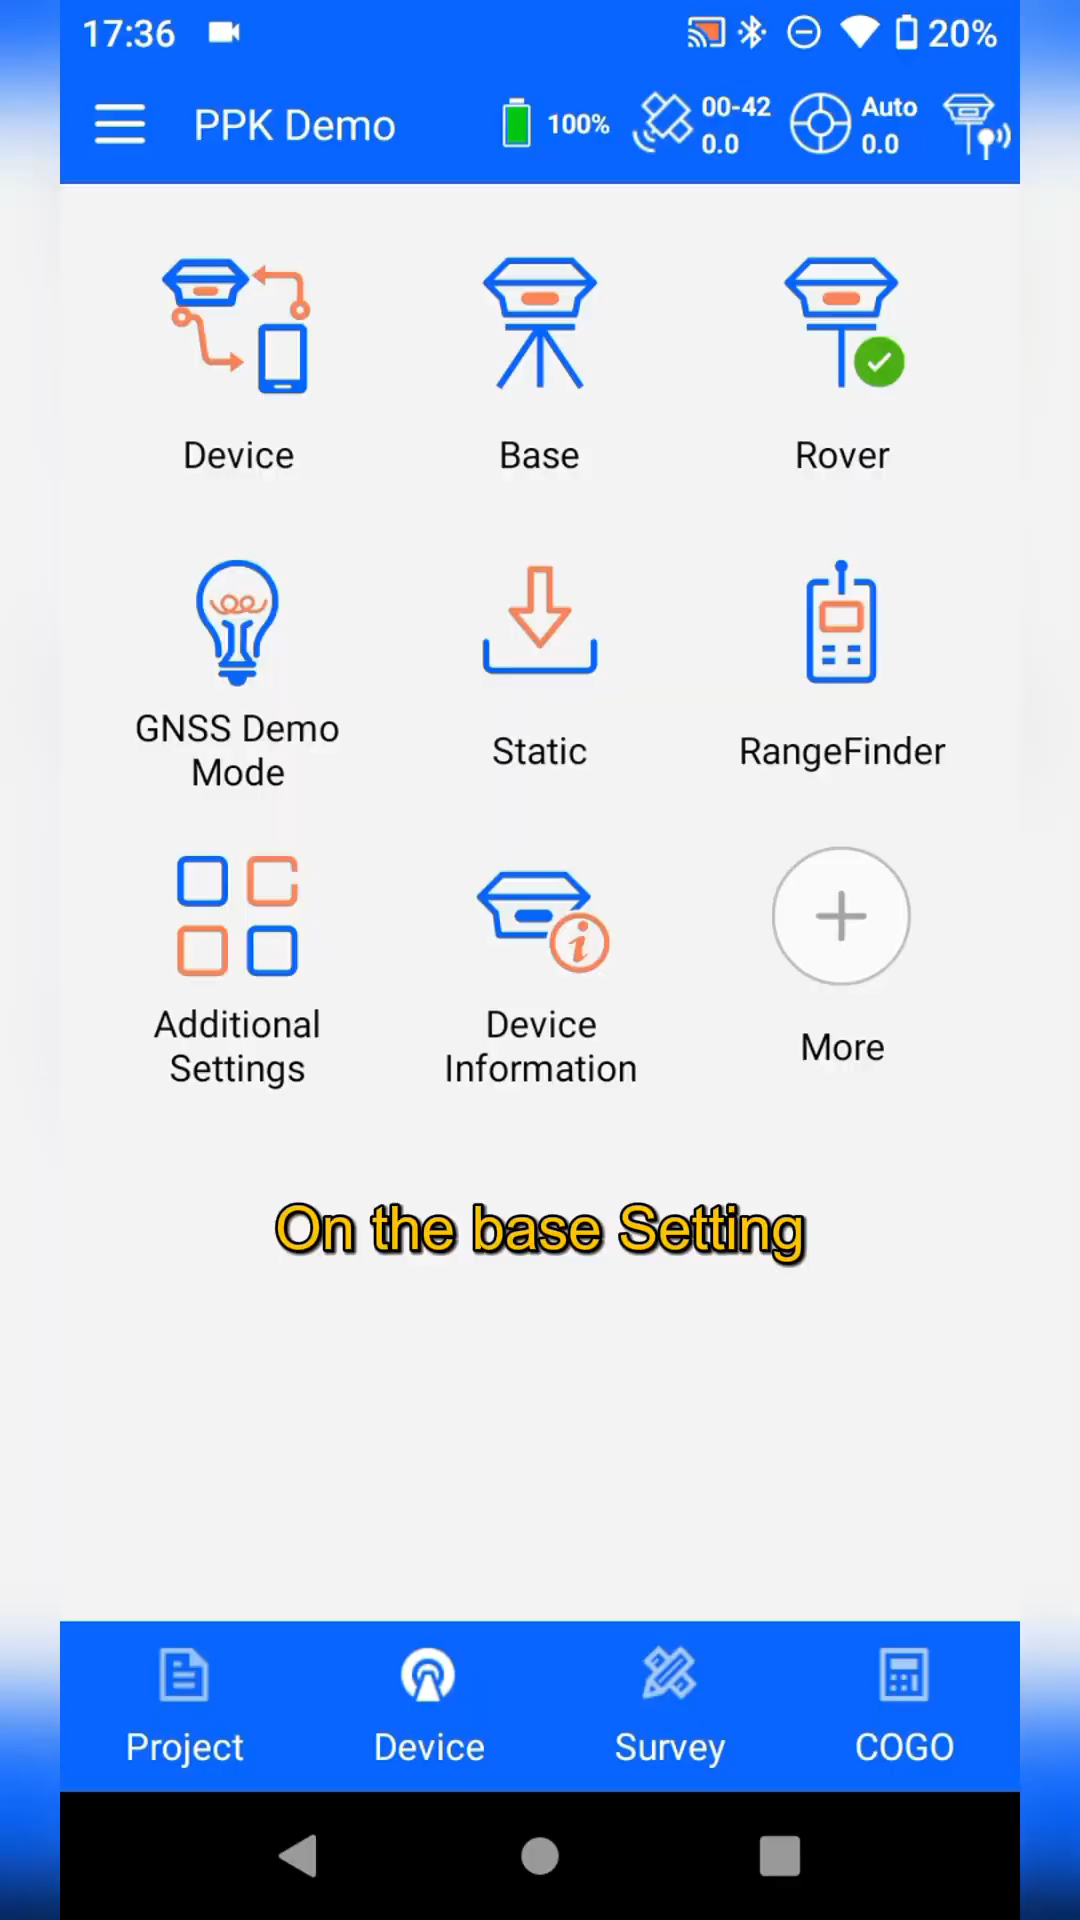 17:36
20%
PPK Demo
100%
00-42
0.0
Auto
0.0
Device
Base
Rover
GNSS Demo
Mode
Static
RangeFinder
Additional
Settings
Device
Information
More
On the base Setting
Project
Device
Survey
COGO